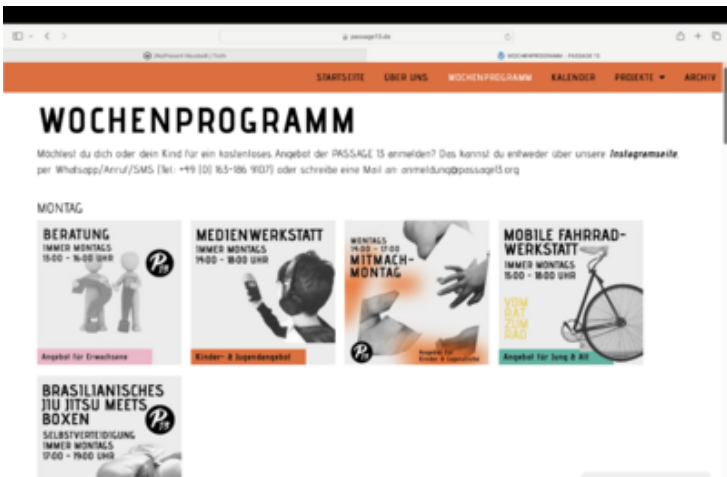 passage13.de
STARTSEITE ÜBER UNS WOCHENPROGRAMM KALENDER PROJEKTE ARCHIV
WOCHENPROGRAMM
Möchtest du dich oder dein Kind für ein kostenloses Angebot der PASSAGE 13 anmelden? Das kannst du entweder über unsere Instagramseite,
per Whatsapp/Anruf/SMS (Tel: +49 (0) 163-186 9107) oder schreibe eine Mail an: anmeldung@passage13.org
MONTAG
BERATUNG
IMMER MONTAGS
15:00 - 16:00 UHR
P13
Angebot für Erwachsene
MEDIENWERKSTATT
IMMER MONTAGS
14:00 - 18:00 UHR
Kinder- & Jugendangebot
MONTAGS
14:00 - 17:00
MITMACH-
MONTAG
P13
Angebot für
Kinder & Jugendliche
MOBILE FAHRRAD-
WERKSTATT
IMMER MONTAGS
15:00 - 18:00 UHR
VOM
RAT
ZUM
RAD
Angebot für Jung & Alt
BRASILIANISCHES
JIU JITSU MEETS
BOXEN
P13
SELBSTVERTEIDIGUNG
IMMER MONTAGS
17:00 - 19:00 UHR